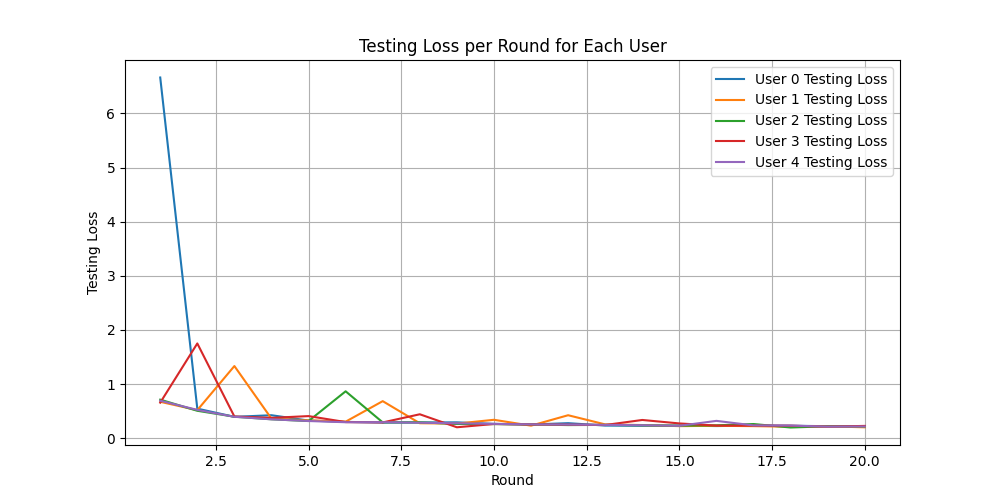 Testing Loss per Round for Each User
User 0 Testing Loss
User 1 Testing Loss
User 2 Testing Loss
User 3 Testing Loss
User 4 Testing Loss
Testing Loss
6
5
4
3
2
1
0
2.5 5.0 7.5 10.0 12.5 15.0 17.5 20.0
Round